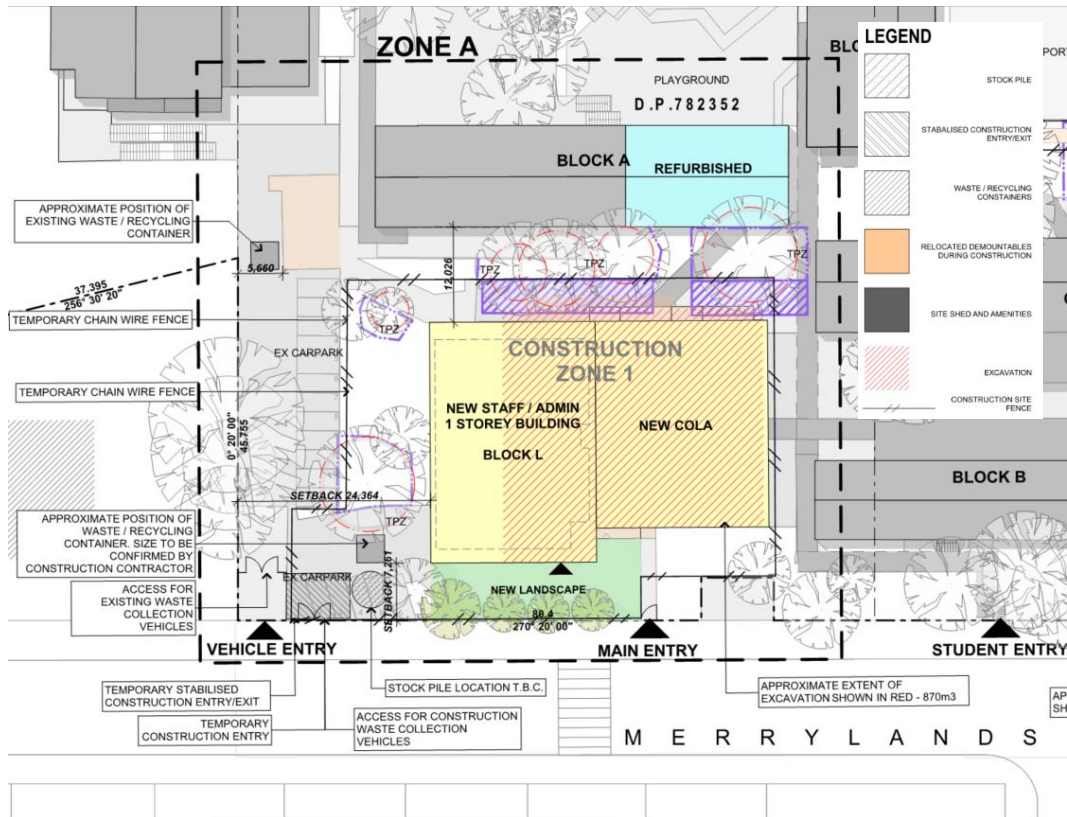 ZONE A
PLAYGROUND
D.P.782352
BLOCK A
REFURBISHED
LEGEND
STOCK PILE
STABALISED CONSTRUCTION
ENTRY/EXIT
WASTE / RECYCLING
CONSTAINERS
RELOCATED DEMOUNTABLES
DURING CONSTRUCTION
SITE SHED AND AMENITIES
EXCAVATION
CONSTRUCTION SITE
FENCE
APPROXIMATE POSITION OF
EXISTING WASTE / RECYCLING
CONTAINER
5,660
37.395
256° 30' 20"
12,026
TPZ
TPZ
TPZ
TEMPORARY CHAIN WIRE FENCE
TPZ
EX CARPARK
TEMPORARY CHAIN WIRE FENCE
0° 20' 00"
45.755
CONSTRUCTION
ZONE 1
NEW STAFF / ADMIN
1 STOREY BUILDING
BLOCK L
NEW COLA
BLOCK B
SETBACK 24,364
TPZ
APPROXIMATE POSITION OF
WASTE / RECYCLING
CONTAINER. SIZE TO BE
CONFIRMED BY
CONSTRUCTION CONTRACTOR
ACCESS FOR
EXISTING WASTE
COLLECTION
VEHICLES
EX CARPARK
SETBACK 7,261
NEW LANDSCAPE
270° 20' 00"
VEHICLE ENTRY
MAIN ENTRY
STUDENT ENTRY
TEMPORARY STABILISED
CONSTRUCTION ENTRY/EXIT
STOCK PILE LOCATION T.B.C.
APPROXIMATE EXTENT OF
EXCAVATION SHOWN IN RED - 870m3
TEMPORARY
CONSTRUCTION ENTRY
ACCESS FOR CONSTRUCTION
WASTE COLLECTION
VEHICLES
MERRYLANDS